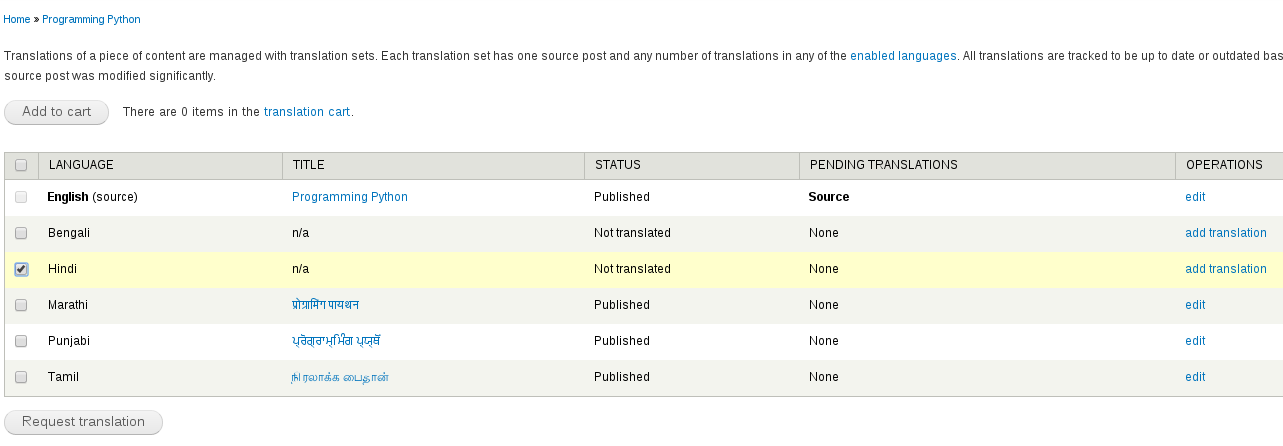 Home » Programming Python
Translations of a piece of content are managed with translation sets. Each translation set has one source post and any number of translations in any of the enabled languages. All translations are tracked to be up to date or outdated bas
source post was modified significantly.
Add to cart There are 0 items in the translation cart.
LANGUAGE TITLE STATUS PENDING TRANSLATIONS OPERATIONS
English (source) Programming Python Published Source edit
Bengali n/a Not translated None add translation
Hindi n/a Not translated None add translation
Marathi प्रोग्रामिंग पायथन Published None edit
Punjabi Published None edit
Tamil நிரலாக்க பைதான் Published None edit
Request translation